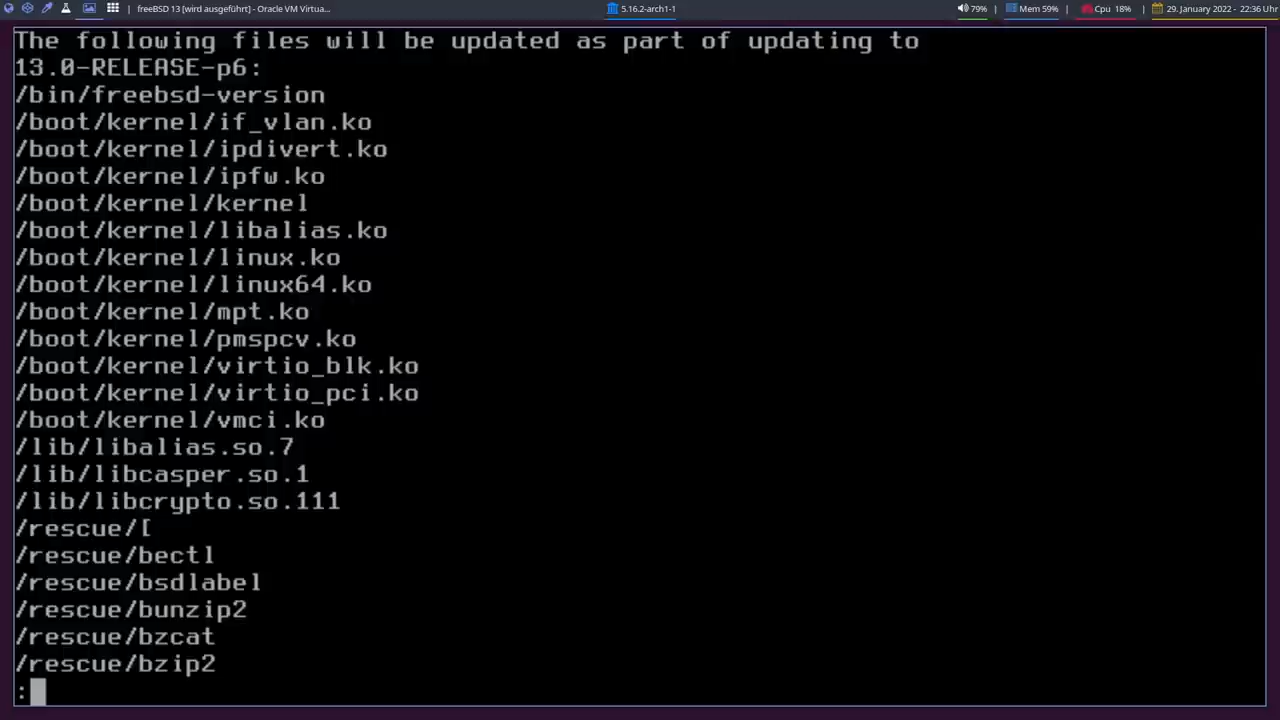 freeBSD 13 [wird ausgeführt] - Oracle VM Virtua... 5.16.2-arch1-1 79% | Mem 59% | Cpu 18% | 29. January 2022 - 22:36 Uhr
The following files will be updated as part of updating to
13.0-RELEASE-p6:
/bin/freebsd-version
/boot/kernel/if_vlan.ko
/boot/kernel/ipdivert.ko
/boot/kernel/ipfw.ko
/boot/kernel/kernel
/boot/kernel/libalias.ko
/boot/kernel/linux.ko
/boot/kernel/linux64.ko
/boot/kernel/mpt.ko
/boot/kernel/pmspcv.ko
/boot/kernel/virtio_blk.ko
/boot/kernel/virtio_pci.ko
/boot/kernel/vmci.ko
/lib/libalias.so.7
/lib/libcasper.so.1
/lib/libcrypto.so.111
/rescue/[
/rescue/bectl
/rescue/bsdlabel
/rescue/bunzip2
/rescue/bzcat
/rescue/bzip2
: